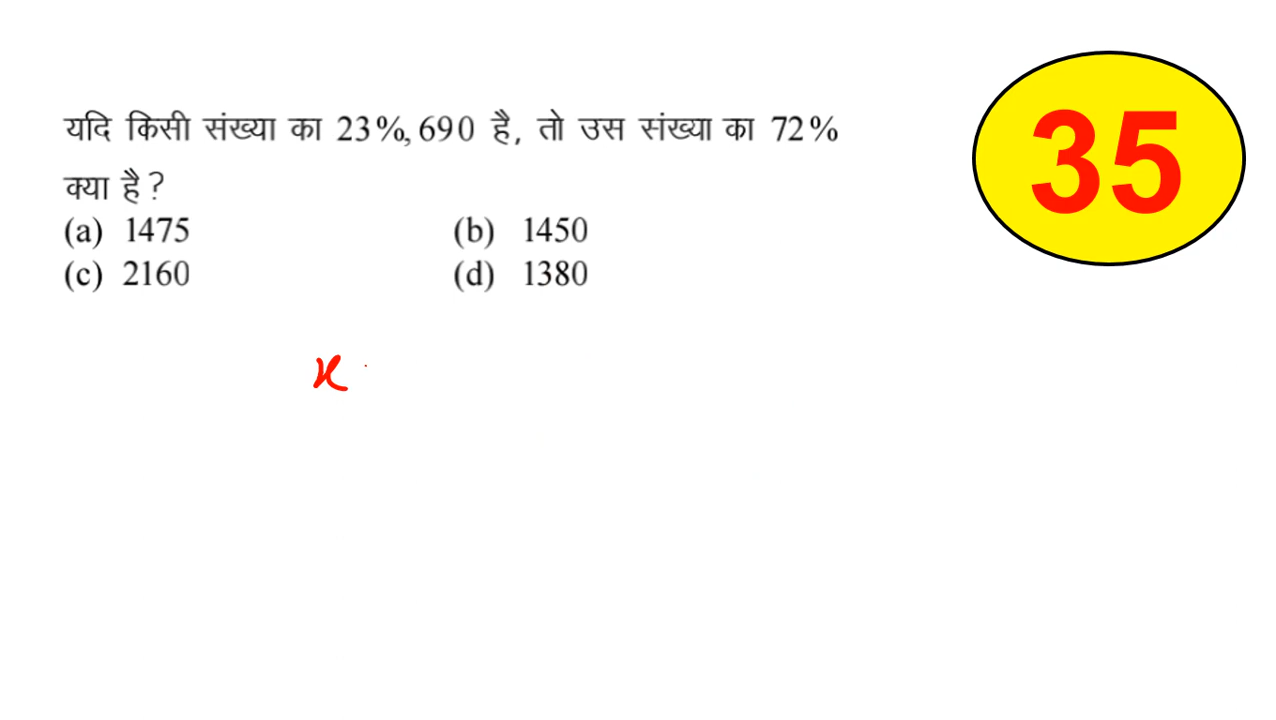 यदि किसी संख्या का 23%, 690 है, तो उस संख्या का 72%
क्या है ?
(a) 1475 (b) 1450
(c) 2160 (d) 1380
35
x